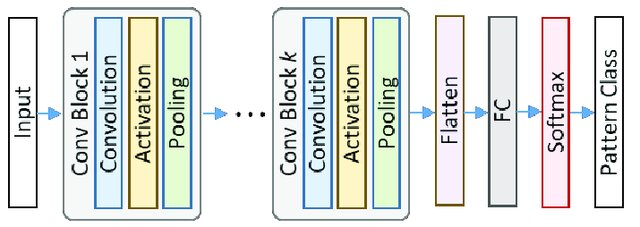 Input
Conv Block 1
Convolution
Activation
Pooling
...
Conv Block k
Convolution
Activation
Pooling
Flatten
FC
Softmax
Pattern Class